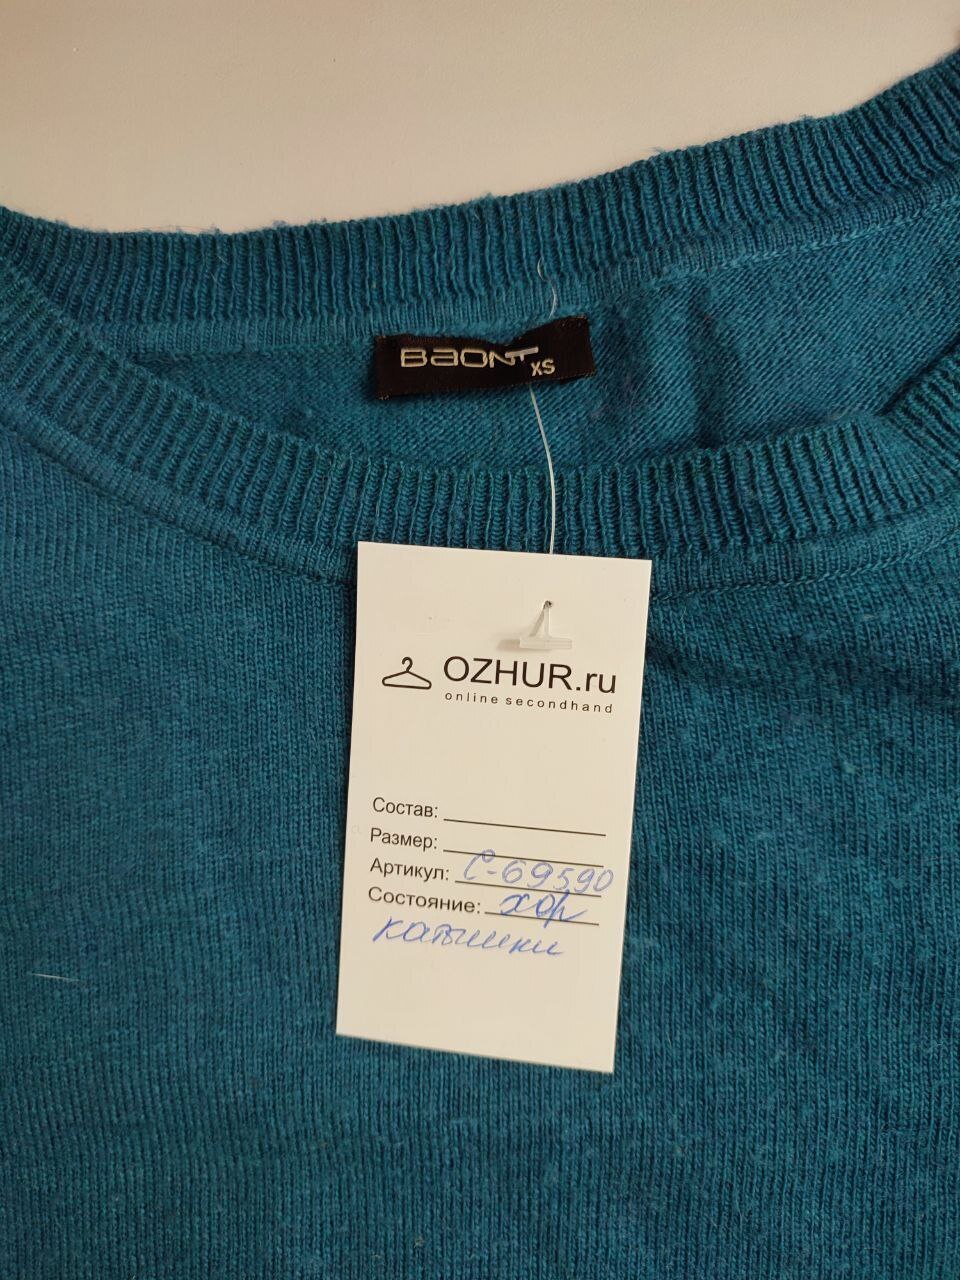 BAON
XS
OZHUR.ru
online secondhand
Состав:
Размер:
Артикул: С-69590
Состояние: хор
катышки